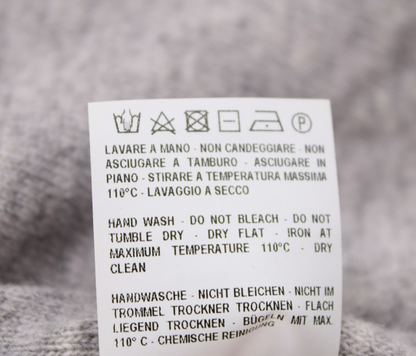 P
LAVARE A MANO · NON CANDEGGIARE · NON
ASCIUGARE A TAMBURO · ASCIUGARE IN
PIANO · STIRARE A TEMPERATURA MASSIMA
110°C · LAVAGGIO A SECCO
HAND WASH · DO NOT BLEACH · DO NOT
TUMBLE DRY · DRY FLAT · IRON AT
MAXIMUM TEMPERATURE 110°C · DRY
CLEAN
HANDWASCHE · NICHT BLEICHEN · NICHT IM
TROMMEL TROCKNER TROCKNEN · FLACH
LIEGEND TROCKNEN · BÜGELN MIT MAX.
110° C · CHEMISCHE REINIGUNG